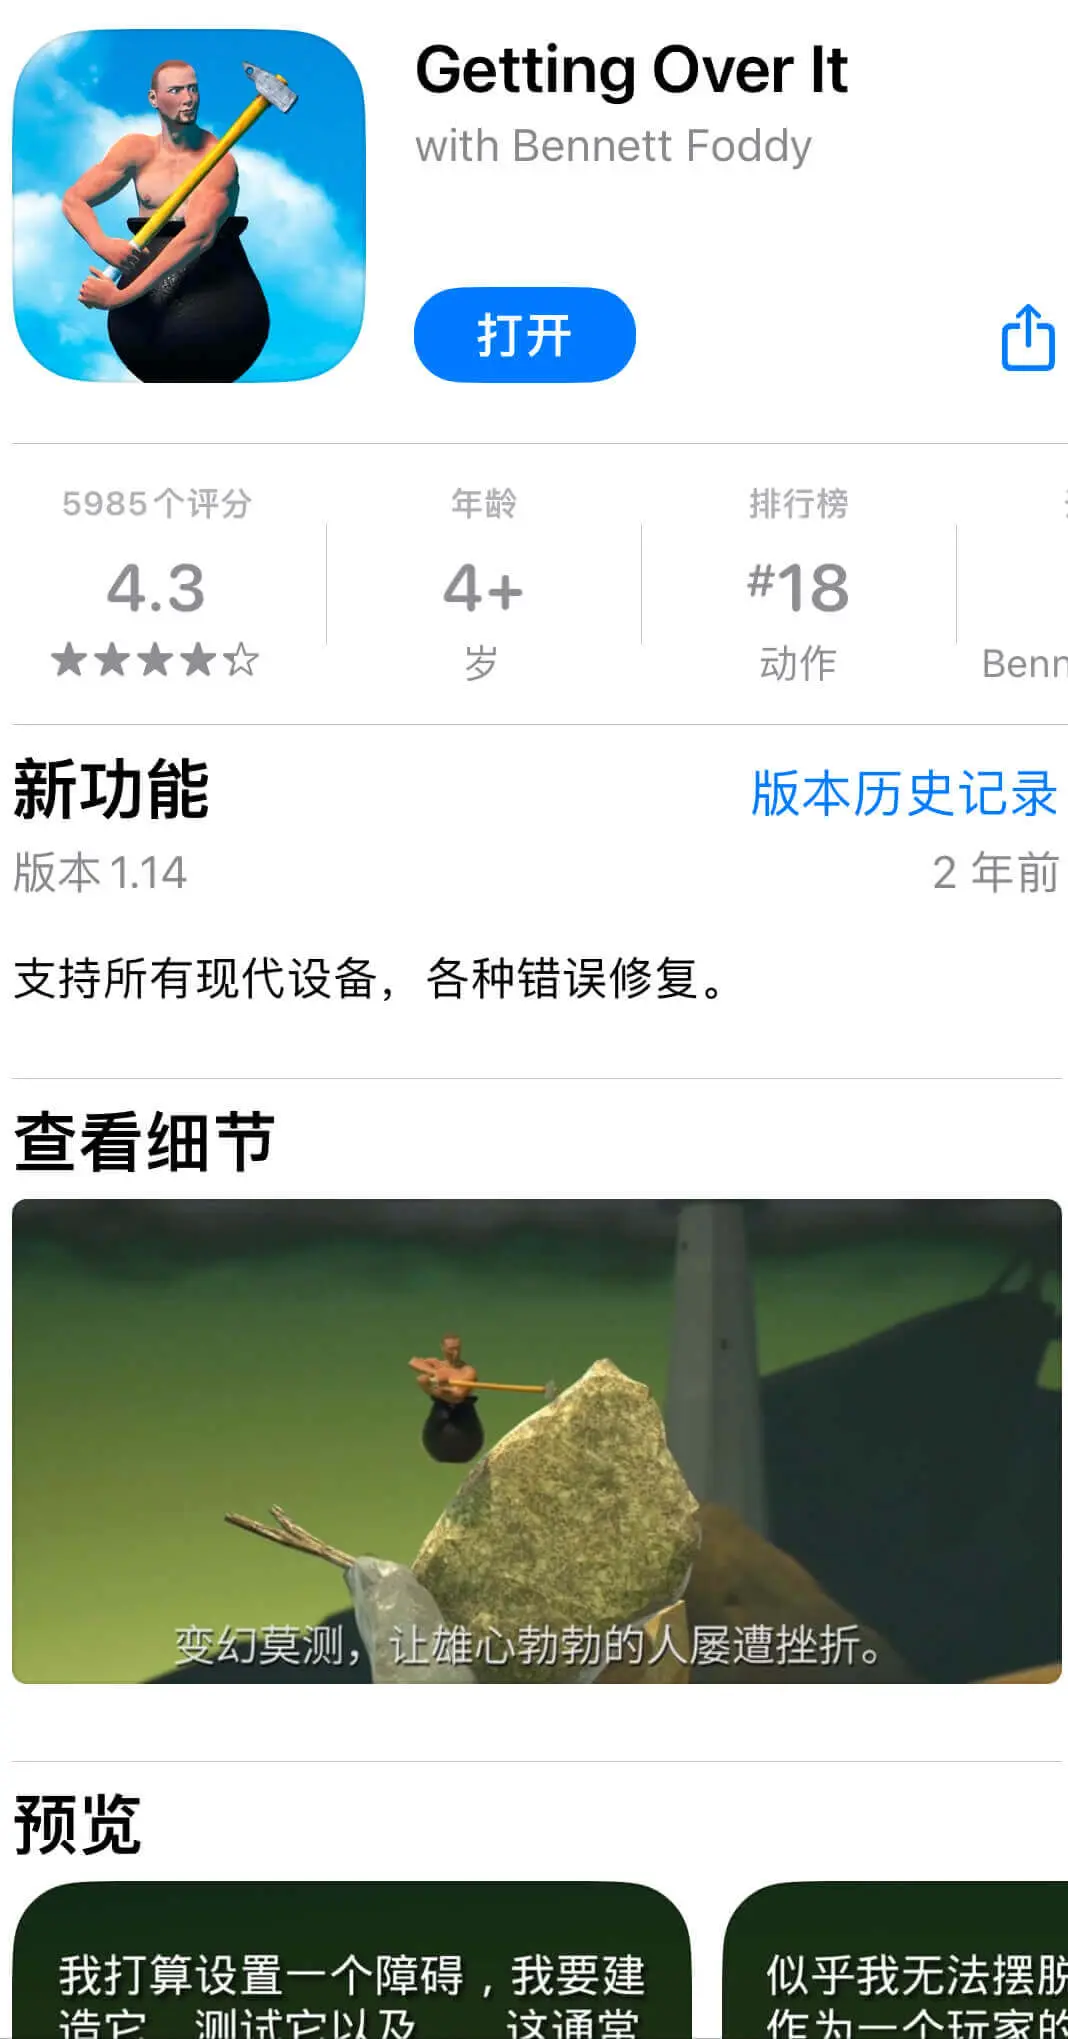 Getting Over It
with Bennett Foddy
打开
5985个评分
年龄
排行榜
4.3
4+
#18
岁
动作
Benn
新功能
版本历史记录
版本 1.14
2 年前
支持所有现代设备，各种错误修复。
查看细节
变幻莫测，让雄心勃勃的人屡遭挫折。
预览
我打算设置一个障碍，我要建
似乎我无法摆脱
造它 测试它以及 这通常
作为一个玩家的